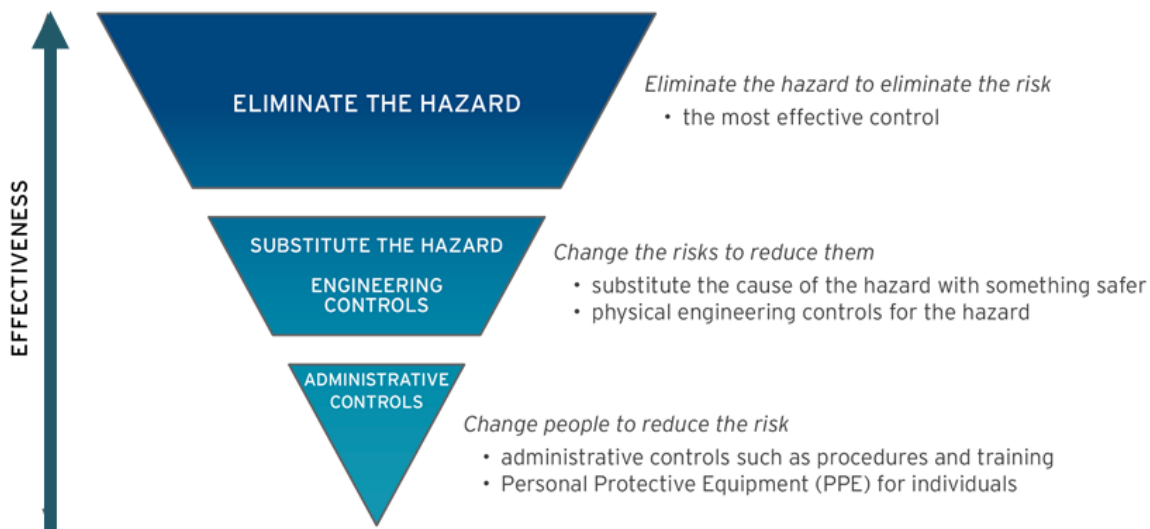 EFFECTIVENESS
ELIMINATE THE HAZARD
Eliminate the hazard to eliminate the risk
• the most effective control
SUBSTITUTE THE HAZARD
ENGINEERING
CONTROLS
Change the risks to reduce them
• substitute the cause of the hazard with something safer
• physical engineering controls for the hazard
ADMINISTRATIVE
CONTROLS
Change people to reduce the risk
• administrative controls such as procedures and training
• Personal Protective Equipment (PPE) for individuals